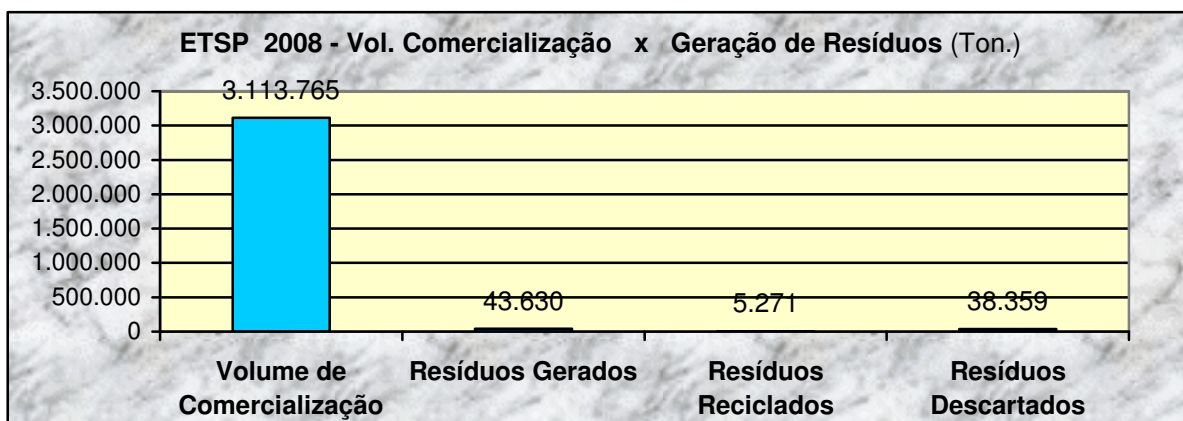 ETSP 2008 - Vol. Comercialização x Geração de Resíduos (Ton.)
3.500.000
3.000.000
2.500.000
2.000.000
1.500.000
1.000.000
500.000
0
3.113.765
43.630
5.271
38.359
Volume de
Comercialização
Resíduos Gerados
Resíduos
Reciclados
Resíduos
Descartados